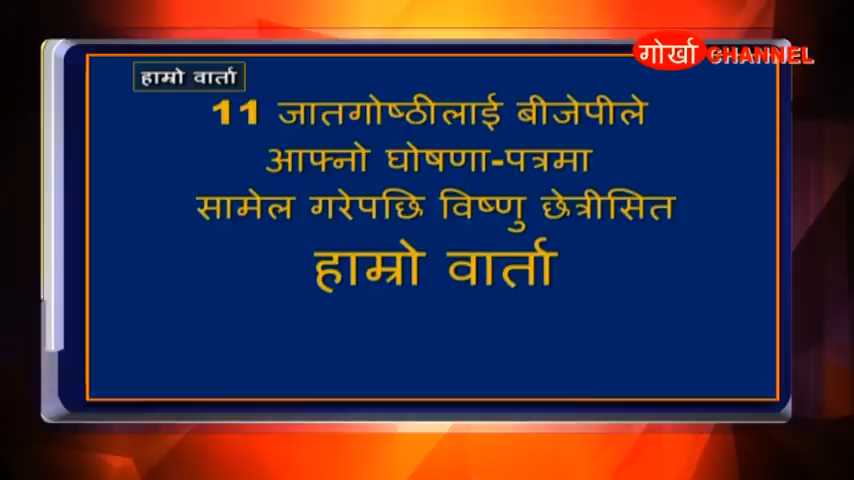 गोर्खा CHANNEL
हाम्रो वार्ता
11 जातगोष्ठीलाई बीजेपीले
आफ्नो घोषणा-पत्रमा
सामेल गरेपछि विष्णु छेत्रीसित
हाम्रो वार्ता